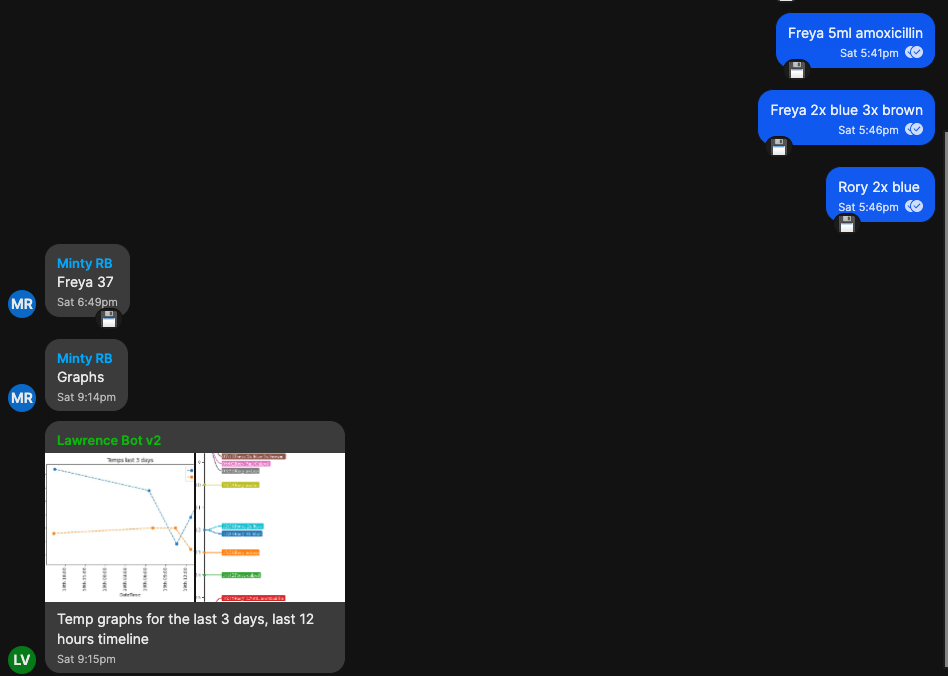 Freya 5ml amoxicillin
Sat 5:41pm
Freya 2x blue 3x brown
Sat 5:46pm
Rory 2x blue
Sat 5:46pm
Minty RB
Freya 37
MR
Sat 6:49pm
Minty RB
Graphs
MR
Sat 9:14pm
Lawrence Bot v2
Temps last 3 days
DateTime
Temp graphs for the last 3 days, last 12
hours timeline
LV
Sat 9:15pm